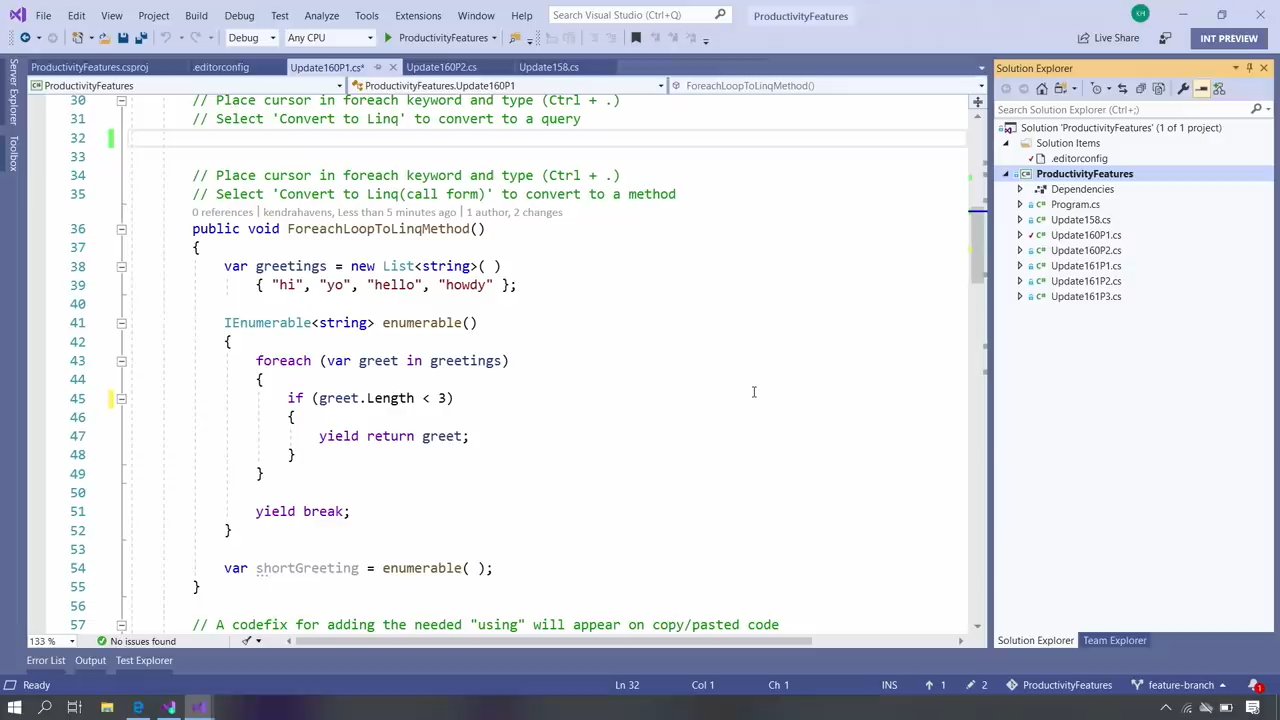 File Edit View Project Build Debug Test Analyze Tools Extensions Window Help Search Visual Studio (Ctrl+Q) ProductivityFeatures KH
Debug Any CPU ProductivityFeatures Live Share INT PREVIEW
Server Explorer
Toolbox
ProductivityFeatures.csproj .editorconfig Update160P1.cs* Update160P2.cs Update158.cs
ProductivityFeatures ProductivityFeatures.Update160P1 ForeachLoopToLinqMethod()
30 // Place cursor in foreach keyword and type (Ctrl + .)
31 // Select 'Convert to Linq' to convert to a query
32
33
34 // Place cursor in foreach keyword and type (Ctrl + .)
35 // Select 'Convert to Linq(call form)' to convert to a method
0 references | kendrahavens, Less than 5 minutes ago | 1 author, 2 changes
36 public void ForeachLoopToLinqMethod()
37 {
38 var greetings = new List<string>( )
39 { "hi", "yo", "hello", "howdy" };
40
41 IEnumerable<string> enumerable()
42 {
43 foreach (var greet in greetings)
44 {
45 if (greet.Length < 3)
46 {
47 yield return greet;
48 }
49 }
50
51 yield break;
52 }
53
54 var shortGreeting = enumerable( );
55 }
56
57 // A codefix for adding the needed "using" will appear on copy/pasted code
133 % No issues found
Solution Explorer
Search Solution Explorer (Ctrl+;)
Solution 'ProductivityFeatures' (1 of 1 project)
Solution Items
.editorconfig
ProductivityFeatures
Dependencies
Program.cs
Update158.cs
Update160P1.cs
Update160P2.cs
Update161P1.cs
Update161P2.cs
Update161P3.cs
Solution Explorer Team Explorer
Error List Output Test Explorer
Ready Ln 32 Col 1 Ch 1 INS 1 2 ProductivityFeatures feature-branch 1